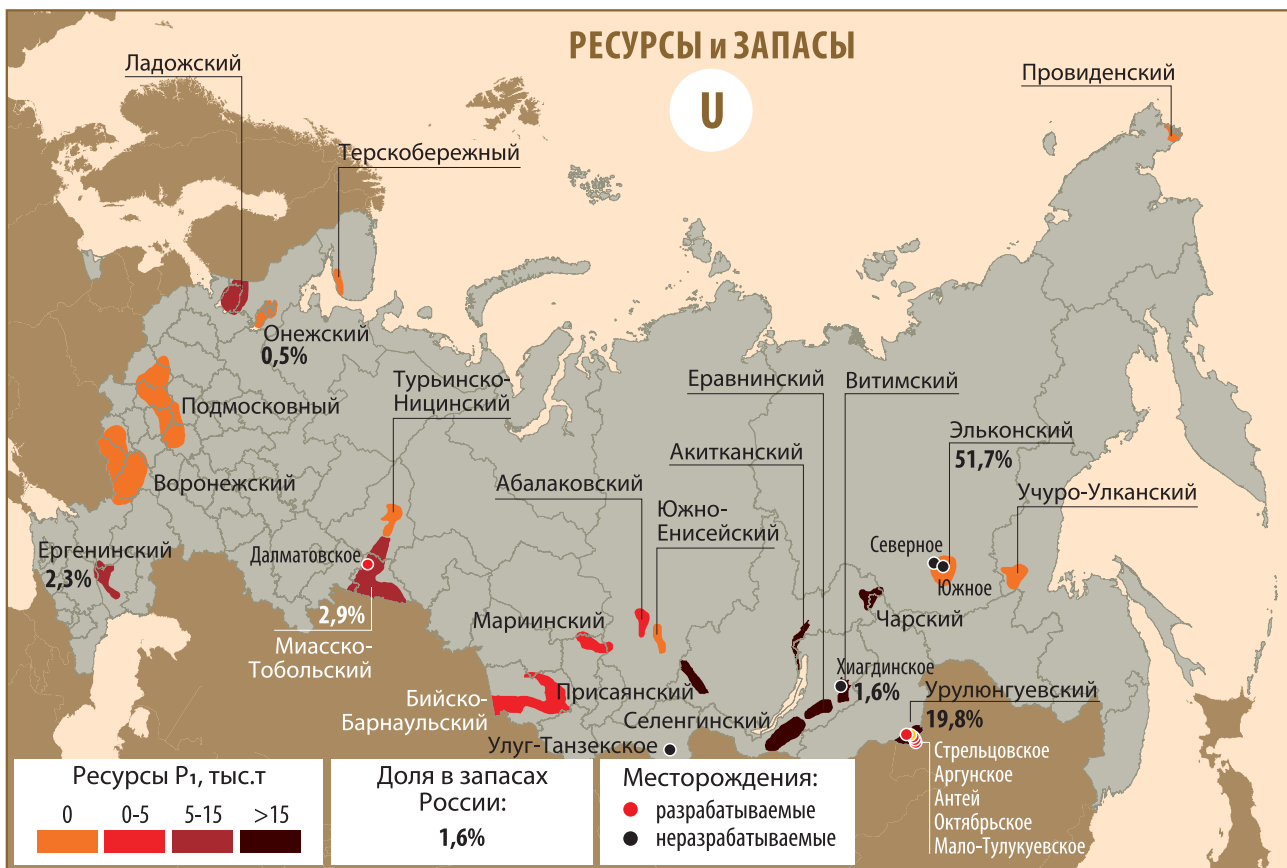 РЕСУРСЫ и ЗАПАСЫ
U
Ладожский
Провиденский
Терскобережный
Онежский
0,5%
Турьинско-
Ницинский
Еравнинский
Витимский
Подмосковный
Эльконский
51,7%
Акитканский
Абалаковский
Учуро-Улканский
Воронежский
Южно-
Енисейский
Ергенинский
2,3%
Далматовское
Северное
Южное
2,9%
Миасско-
Тобольский
Мариинский
Чарский
Хиагдинское
1,6%
Бийско-
Барнаульский
Присаянский
Урулюнгуевский
19,8%
Селенгинский
Улуг-Танзекское
Стрельцовское
Аргунское
Антей
Октябрьское
Мало-Тулукуевское
Ресурсы P₁, тыс.т
0 0-5 5-15 >15
Доля в запасах
России:
1,6%
Месторождения:
разрабатываемые
неразрабатываемые